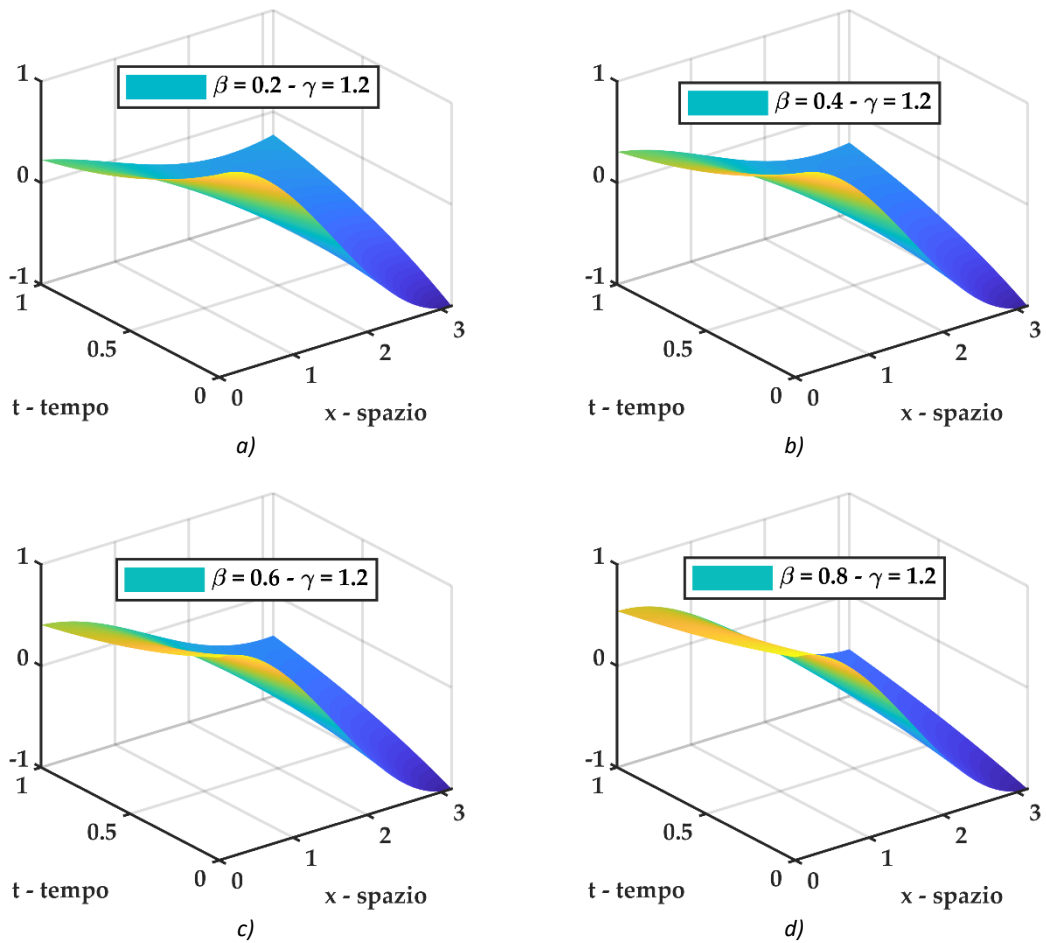 1
β = 0.2 - γ = 1.2
0
-1
1
0.5
0
0
1
2
3
t - tempo
x - spazio
a)
1
β = 0.4 - γ = 1.2
0
-1
1
0.5
0
0
1
2
3
t - tempo
x - spazio
b)
1
β = 0.6 - γ = 1.2
0
-1
1
0.5
0
0
1
2
3
t - tempo
x - spazio
c)
1
β = 0.8 - γ = 1.2
0
-1
1
0.5
0
0
1
2
3
t - tempo
x - spazio
d)